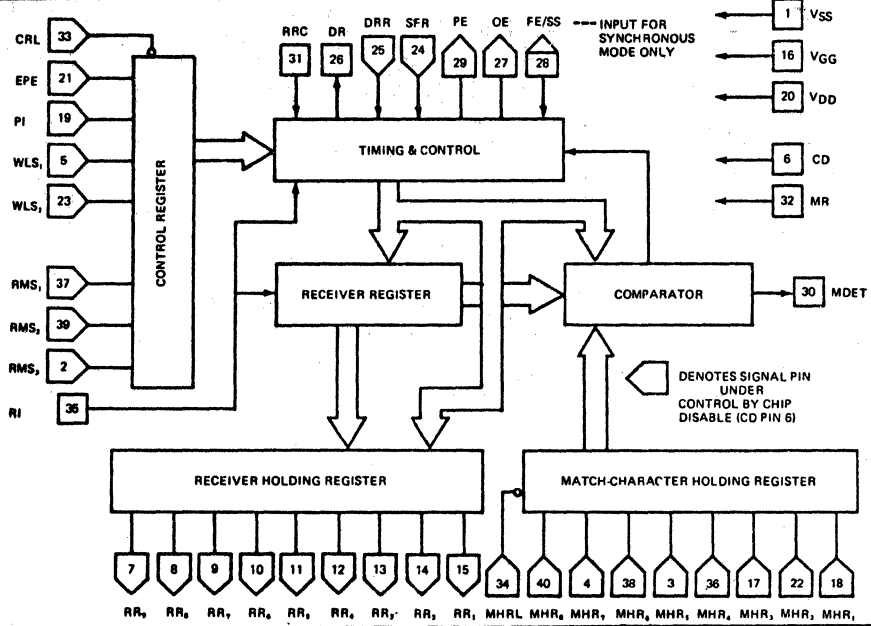 CRL 33
EPE 21
PI 19
WLS₁ 5
WLS₂ 23
RMS₁ 37
RMS₂ 39
RMS₃ 2
RI 35
CONTROL REGISTER
RRC DR DRR SFR PE OE FE/SS
31 26 25 24 29 27 28
--- INPUT FOR
SYNCHRONOUS
MODE ONLY
1 VSS
16 VGG
20 VDD
6 CD
32 MR
TIMING & CONTROL
RECEIVER REGISTER
COMPARATOR
30 MDET
DENOTES SIGNAL PIN
UNDER
CONTROL BY CHIP
DISABLE (CD PIN 6)
RECEIVER HOLDING REGISTER
MATCH-CHARACTER HOLDING REGISTER
7 8 9 10 11 12 13 14 15 34 40 4 38 3 36 17 22 18
RR₉ RR₈ RR₇ RR₆ RR₅ RR₄ RR₃ RR₂ RR₁ MHRL MHR₈ MHR₇ MHR₆ MHR₅ MHR₄ MHR₃ MHR₂ MHR₁